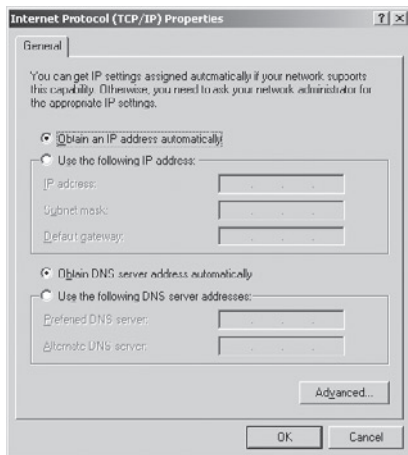 Internet Protocol (TCP/IP) Properties
General
You can get IP settings assigned automatically if your network supports
this capability. Otherwise, you need to ask your network administrator for
the appropriate IP settings.
Obtain an IP address automatically
Use the following IP address:
IP address:
Subnet mask:
Default gateway:
Obtain DNS server address automatically
Use the following DNS server addresses:
Preferred DNS server:
Alternate DNS server:
Advanced...
OK Cancel